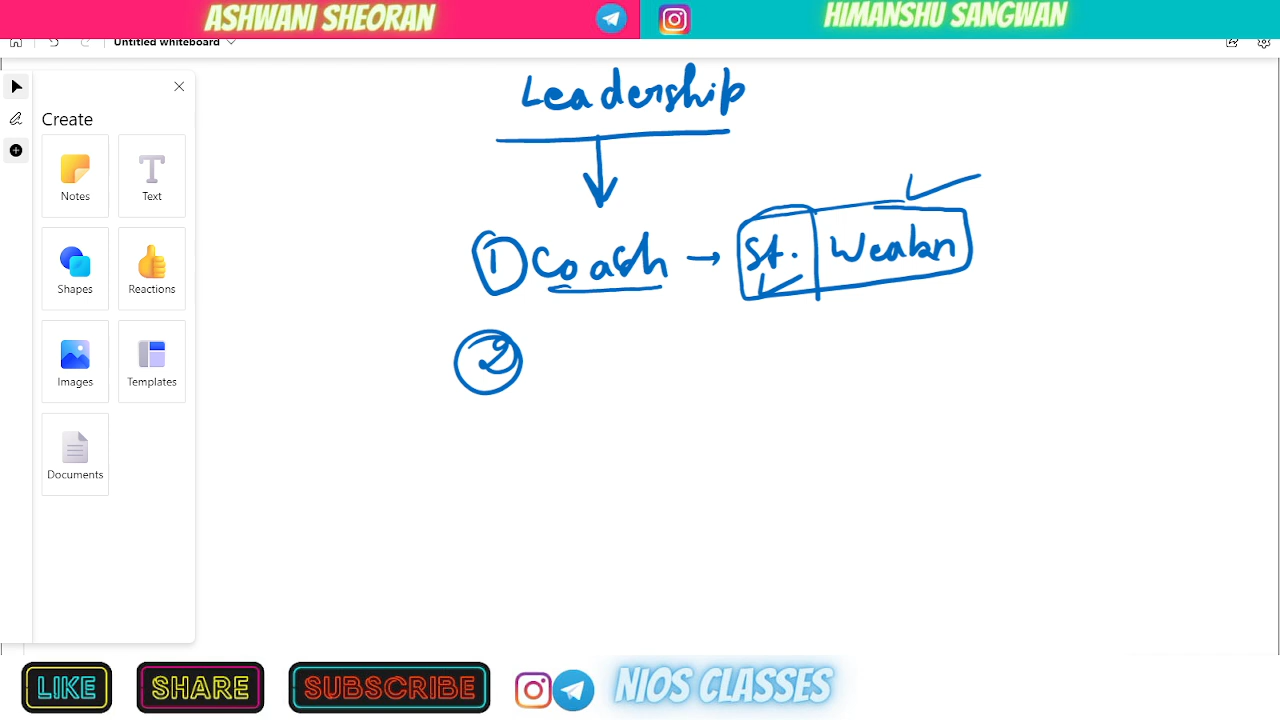 ASHWANI SHEORAN
HIMANSHU SANGWAN
Untitled whiteboard
Create
Notes
Text
Shapes
Reactions
Images
Templates
Documents
Leadership
① Coach → St. Weakn
②
LIKE
SHARE
SUBSCRIBE
NIOS CLASSES